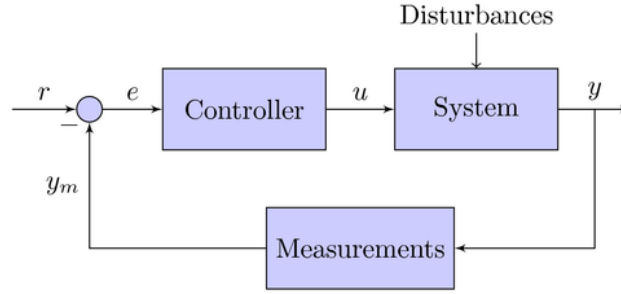 Disturbances
r
e
Controller
u
System
y
−
y_m
Measurements